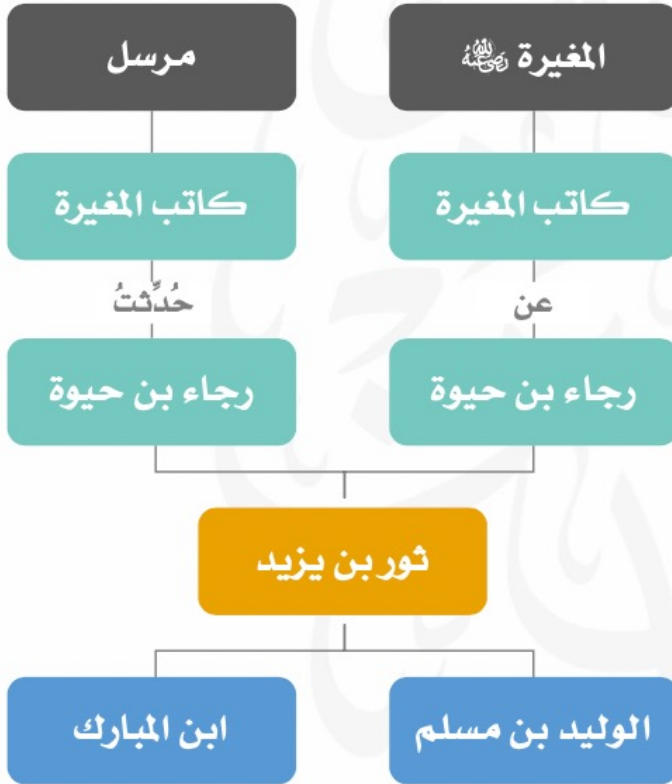 المغيرة رضي الله عنه
مرسل
كاتب المغيرة
كاتب المغيرة
عن
حُدِّثتُ
رجاء بن حيوة
رجاء بن حيوة
ثور بن يزيد
الوليد بن مسلم
ابن المبارك